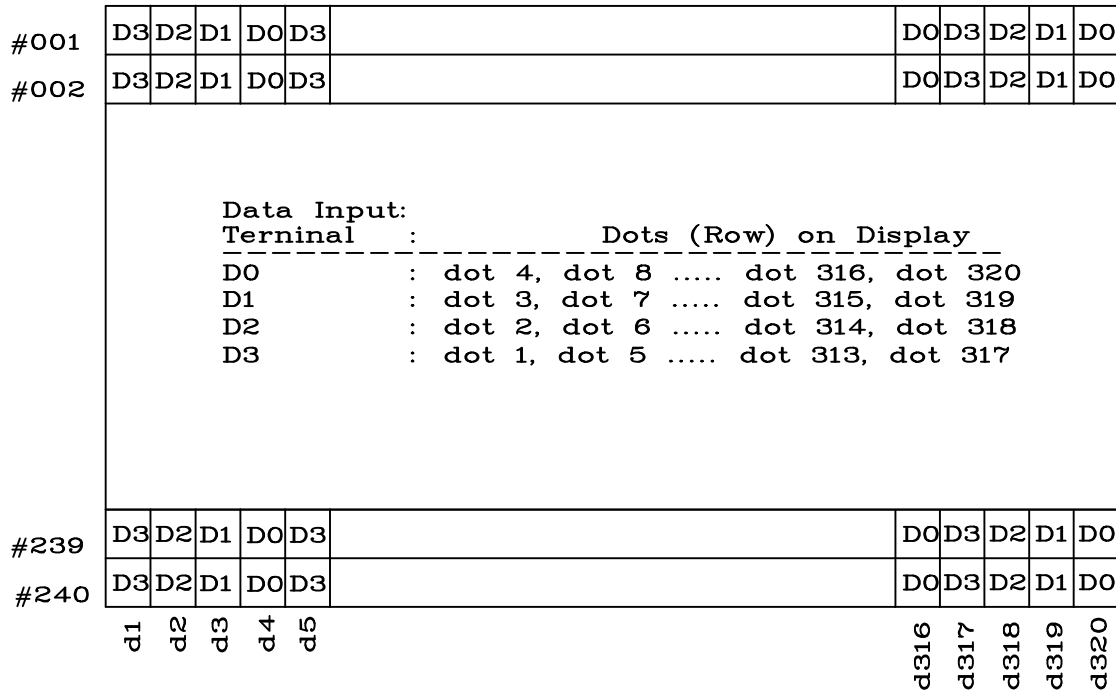 #001 D3 D2 D1 D0 D3 D0 D3 D2 D1 D0
#002 D3 D2 D1 D0 D3 D0 D3 D2 D1 D0
Data Input:
Terninal : Dots (Row) on Display
D0 : dot 4, dot 8 ..... dot 316, dot 320
D1 : dot 3, dot 7 ..... dot 315, dot 319
D2 : dot 2, dot 6 ..... dot 314, dot 318
D3 : dot 1, dot 5 ..... dot 313, dot 317
#239 D3 D2 D1 D0 D3 D0 D3 D2 D1 D0
#240 D3 D2 D1 D0 D3 D0 D3 D2 D1 D0
d1 d2 d3 d4 d5 d316 d317 d318 d319 d320